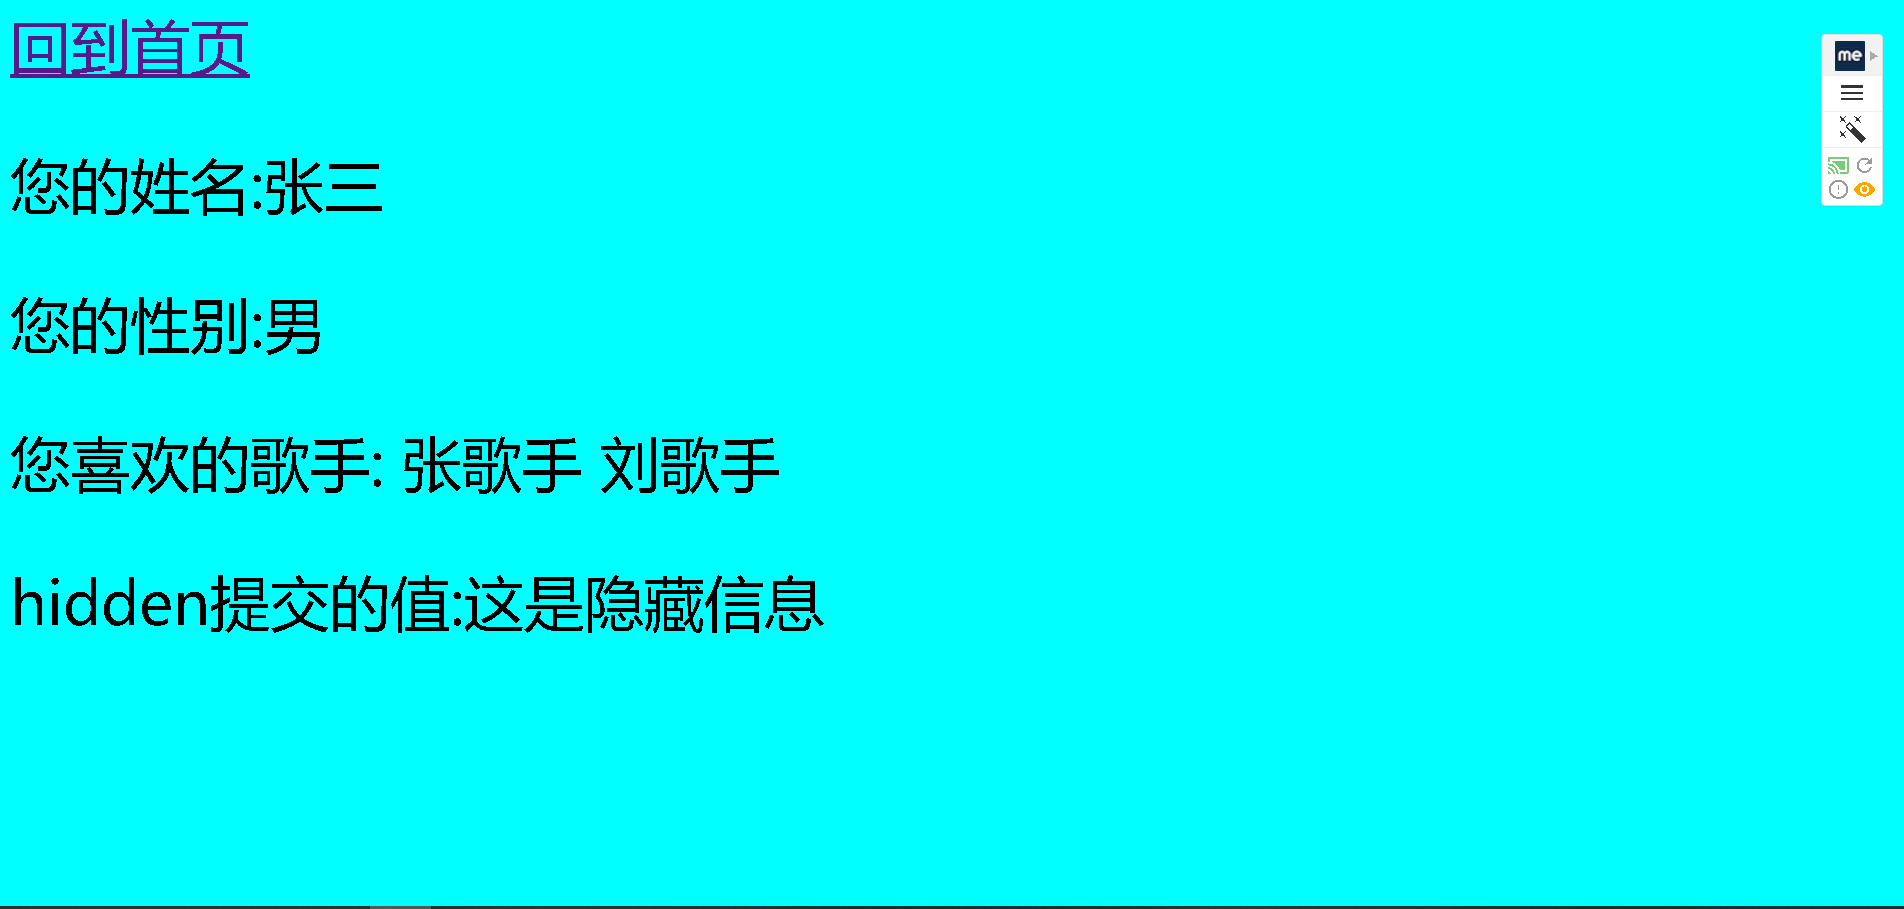 回到首页
me
您的姓名:张三
您的性别:男
您喜欢的歌手: 张歌手 刘歌手
hidden提交的值:这是隐藏信息